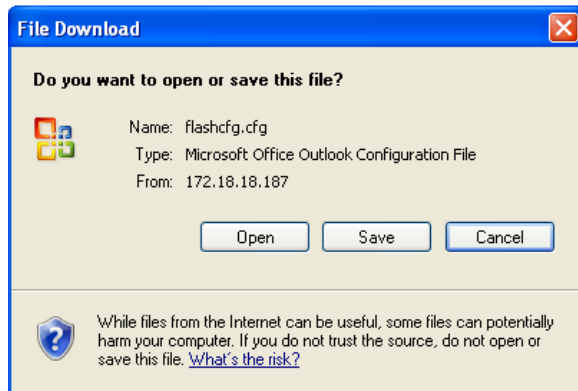 File Download
Do you want to open or save this file?
Name: flashcfg.cfg
Type: Microsoft Office Outlook Configuration File
From: 172.18.18.187
Open Save Cancel
While files from the Internet can be useful, some files can potentially
harm your computer. If you do not trust the source, do not open or
save this file. What's the risk?